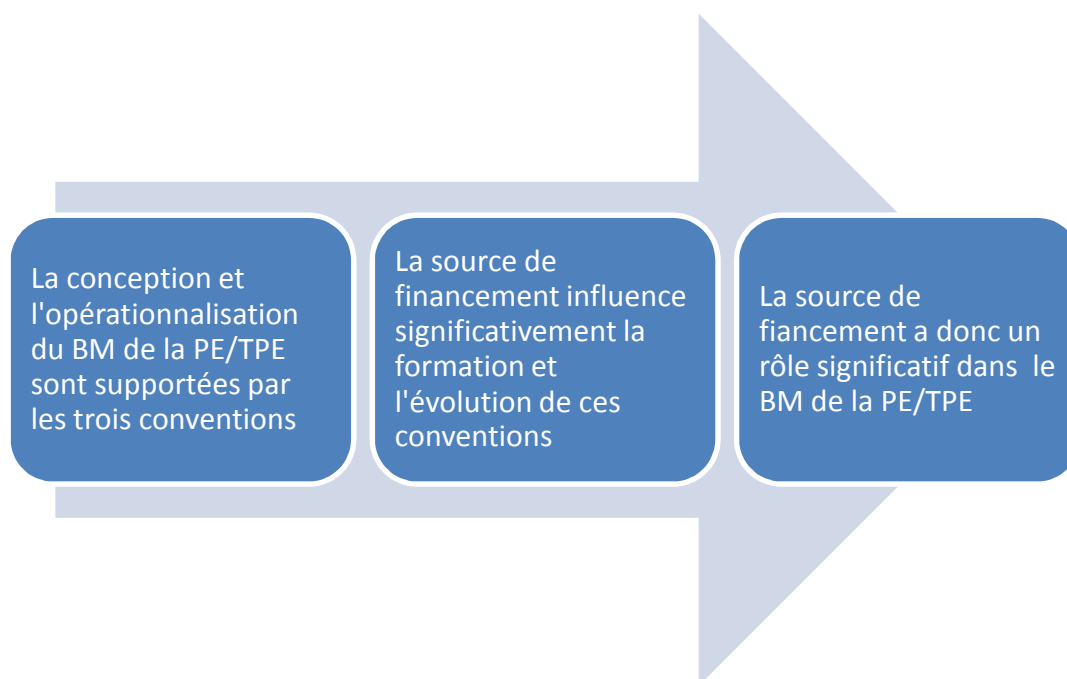 La conception et
l'opérationnalisation
du BM de la PE/TPE
sont supportées par
les trois conventions
La source de
financement influence
significativement la
formation et
l'évolution de ces
conventions
La source de
fiancement a donc un
rôle significatif dans  le
BM de la PE/TPE